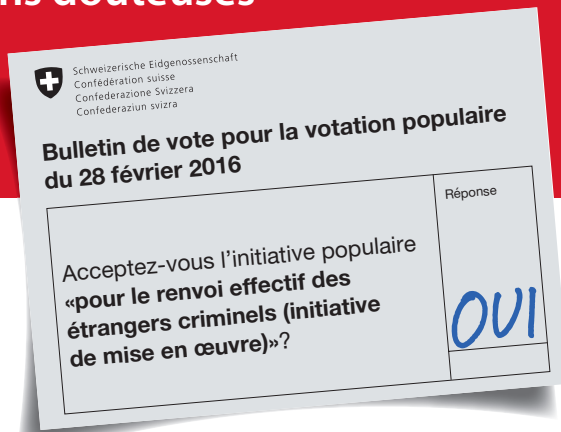 douteuses
Schweizerische Eidgenossenschaft
Confédération suisse
Confederazione Svizzera
Confederaziun svizra
Bulletin de vote pour la votation populaire
du 28 février 2016
Réponse
Acceptez-vous l’initiative populaire
«pour le renvoi effectif des
étrangers criminels (initiative
de mise en œuvre)»?
OUI